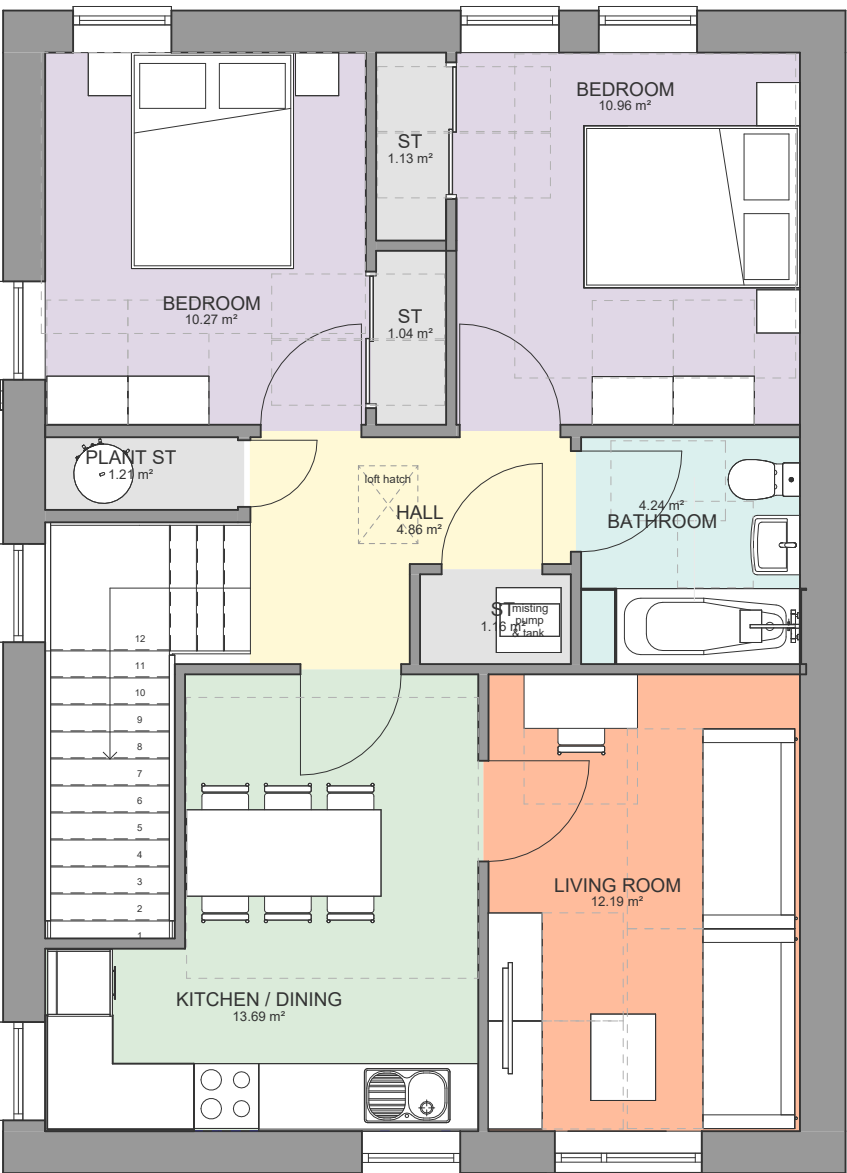 BEDROOM
10.96 m²
ST
1.13 m²
BEDROOM
10.27 m²
ST
1.04 m²
PLANT ST
1.21 m²
loft hatch
HALL
4.86 m²
4.24 m²
BATHROOM
ST
1.16 m²
misting
pump
& tank
12
11
10
9
8
7
6
5
4
3
2
1
LIVING ROOM
12.19 m²
KITCHEN / DINING
13.69 m²